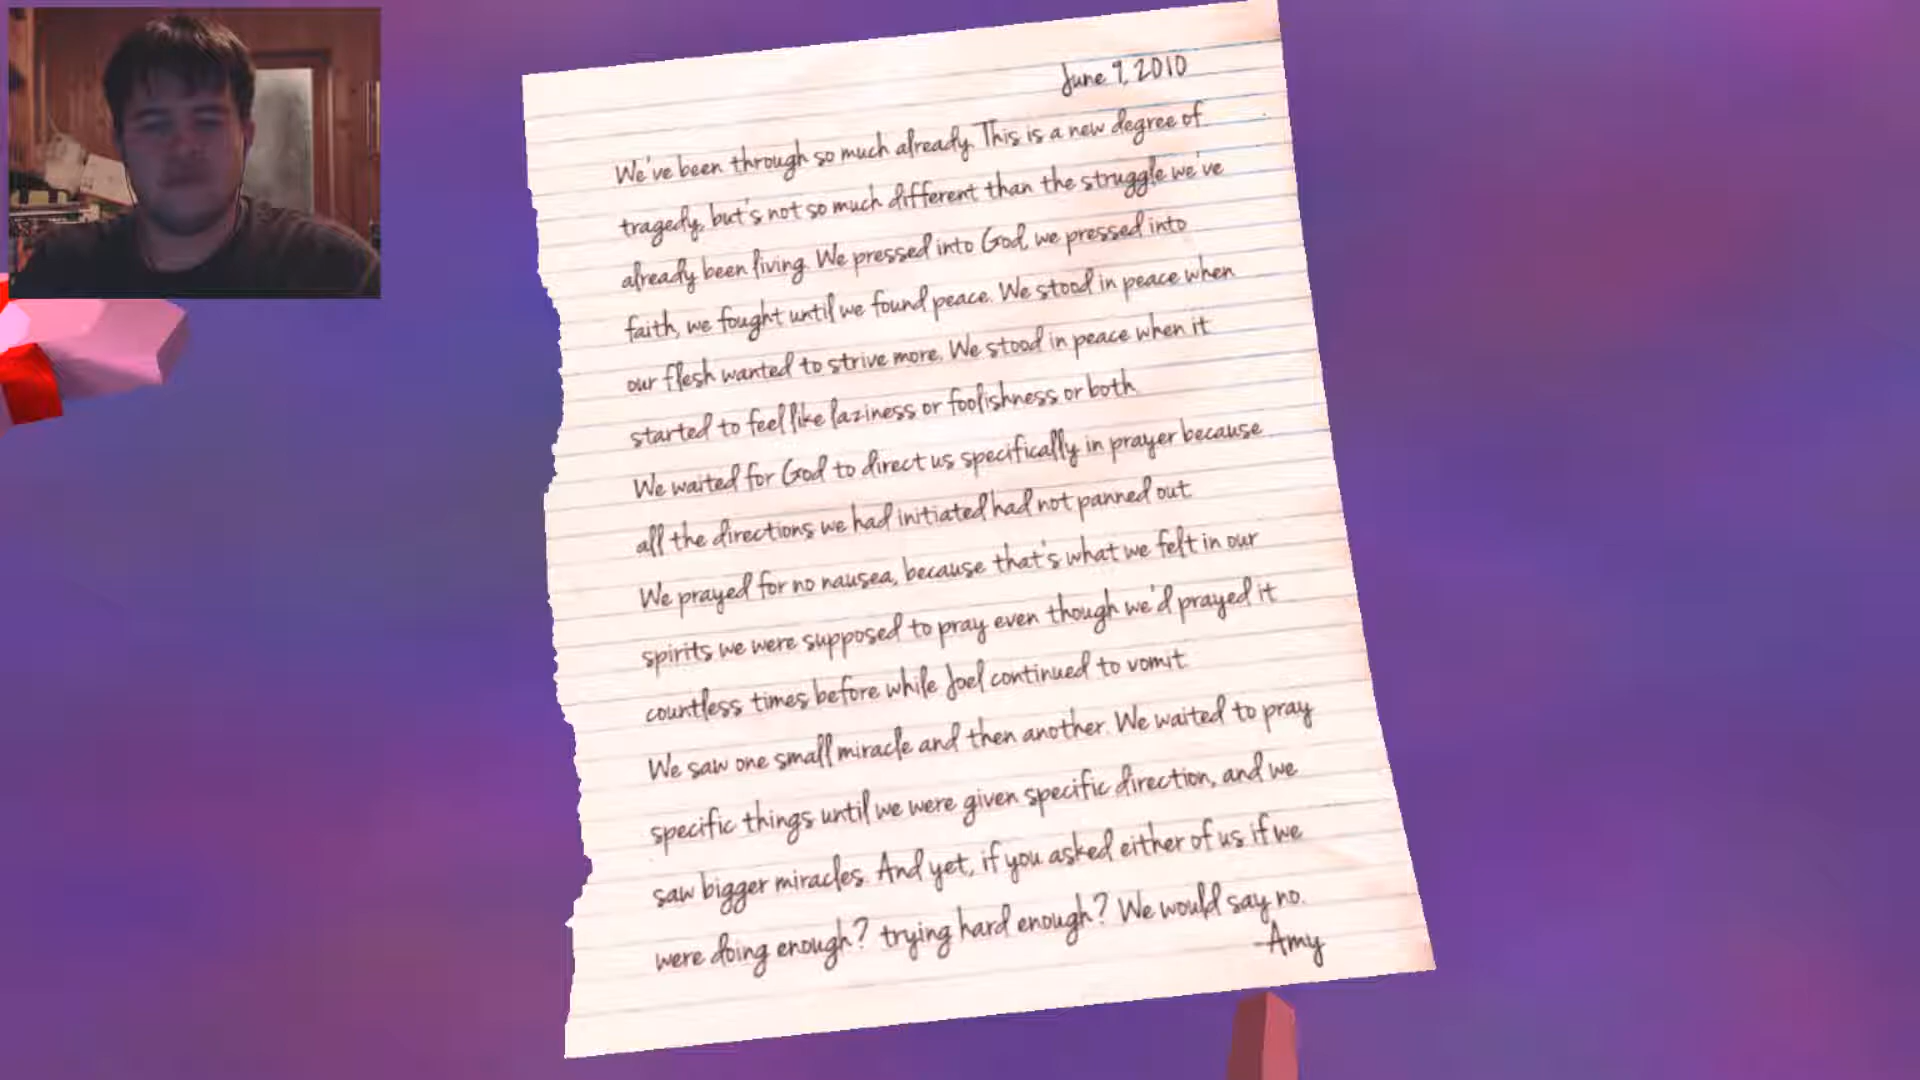 June 9, 2010
We've been through so much already. This is a new degree of
tragedy, but's not so much different than the struggle we've
already been living. We pressed into God, we pressed into
faith, we fought until we found peace. We stood in peace when
our flesh wanted to strive more. We stood in peace when it
started to feel like laziness or foolishness or both.
We waited for God to direct us specifically in prayer because
all the directions we had initiated had not panned out.
We prayed for no nausea, because that's what we felt in our
spirits we were supposed to pray even though we'd prayed it
countless times before while Joel continued to vomit.
We saw one small miracle and then another. We waited to pray
specific things until we were given specific direction, and we
saw bigger miracles. And yet, if you asked either of us if we
were doing enough? trying hard enough? We would say no.
-Amy